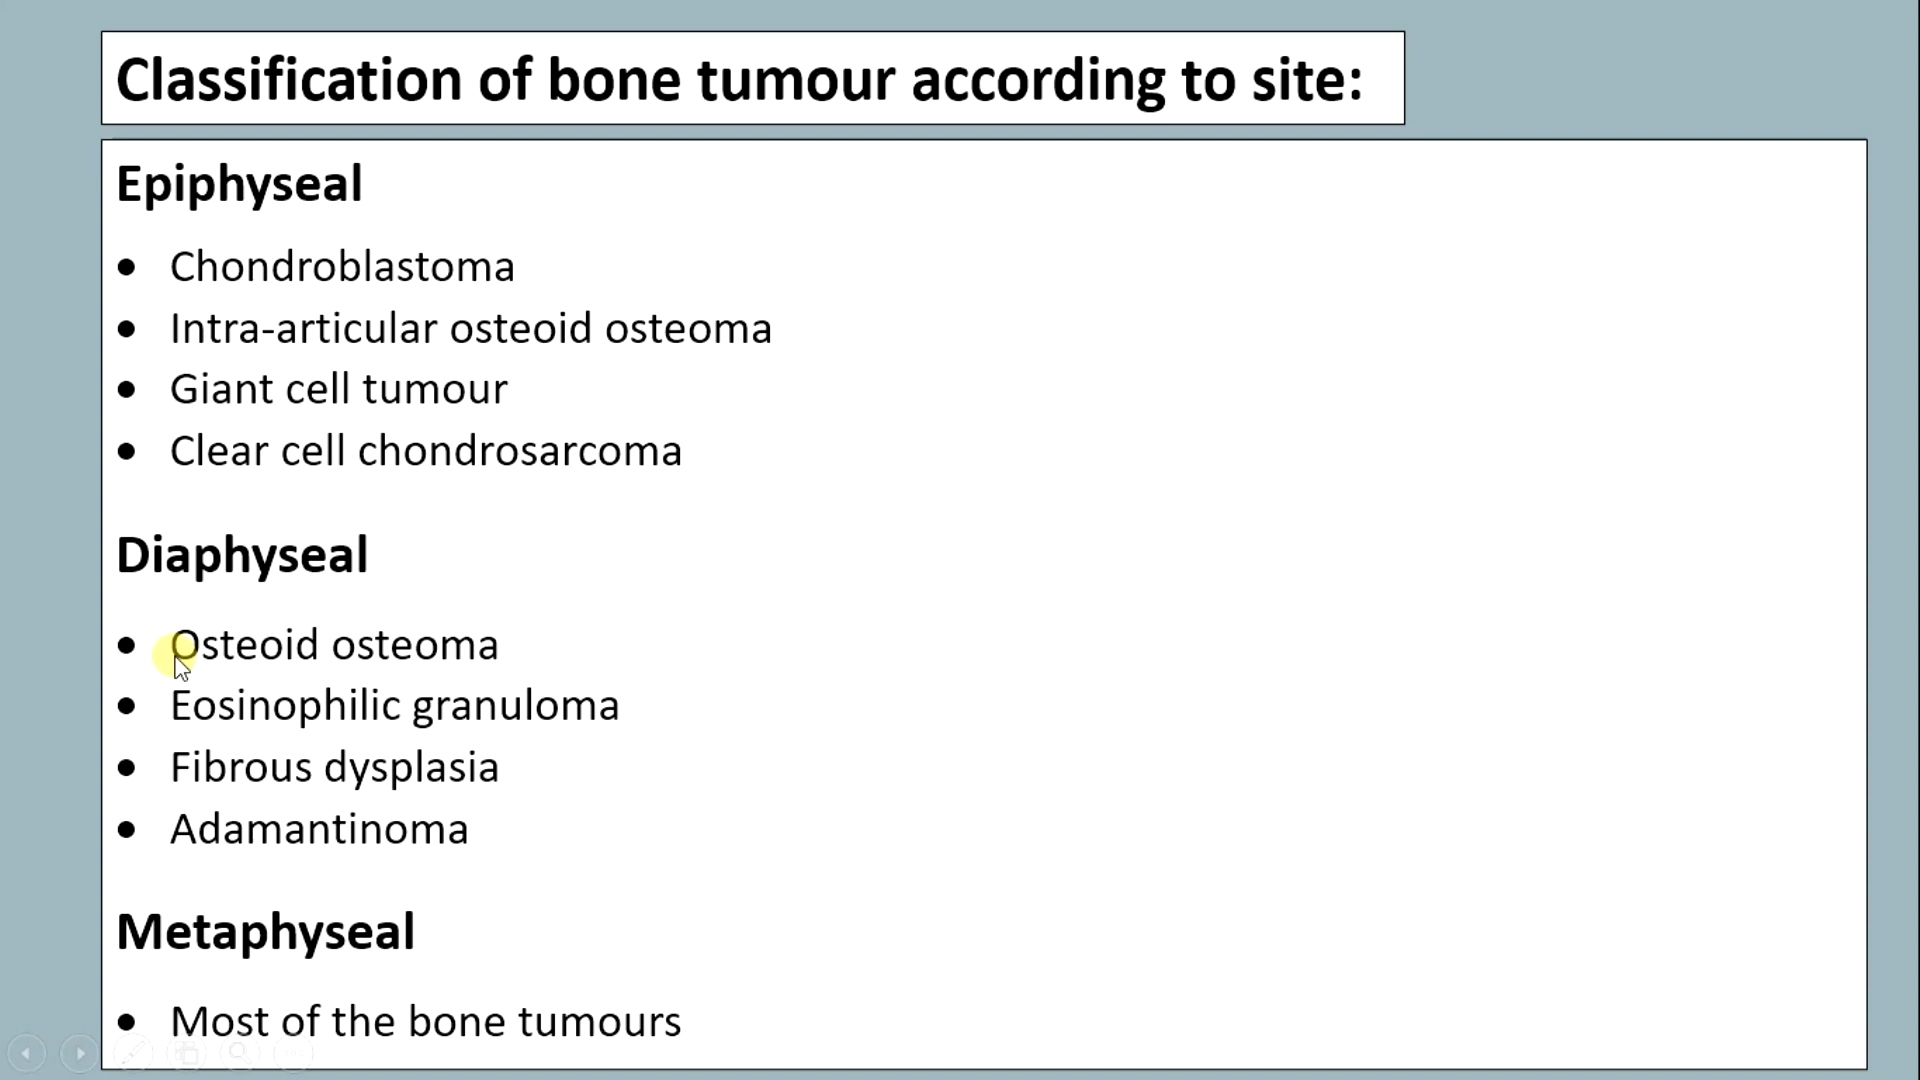 Classification of bone tumour according to site:
Epiphyseal
• Chondroblastoma
• Intra-articular osteoid osteoma
• Giant cell tumour
• Clear cell chondrosarcoma
Diaphyseal
• Osteoid osteoma
• Eosinophilic granuloma
• Fibrous dysplasia
• Adamantinoma
Metaphyseal
• Most of the bone tumours